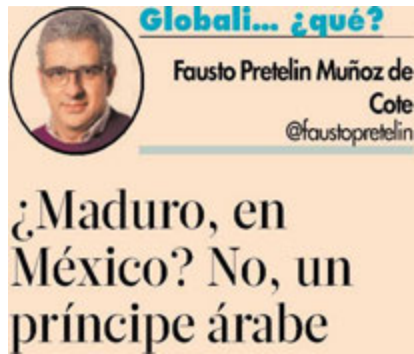 Globali... ¿qué?
Fausto Pretelin Muñoz de
Cote
@faustopretelin
¿Maduro, en
México? No, un
príncipe árabe